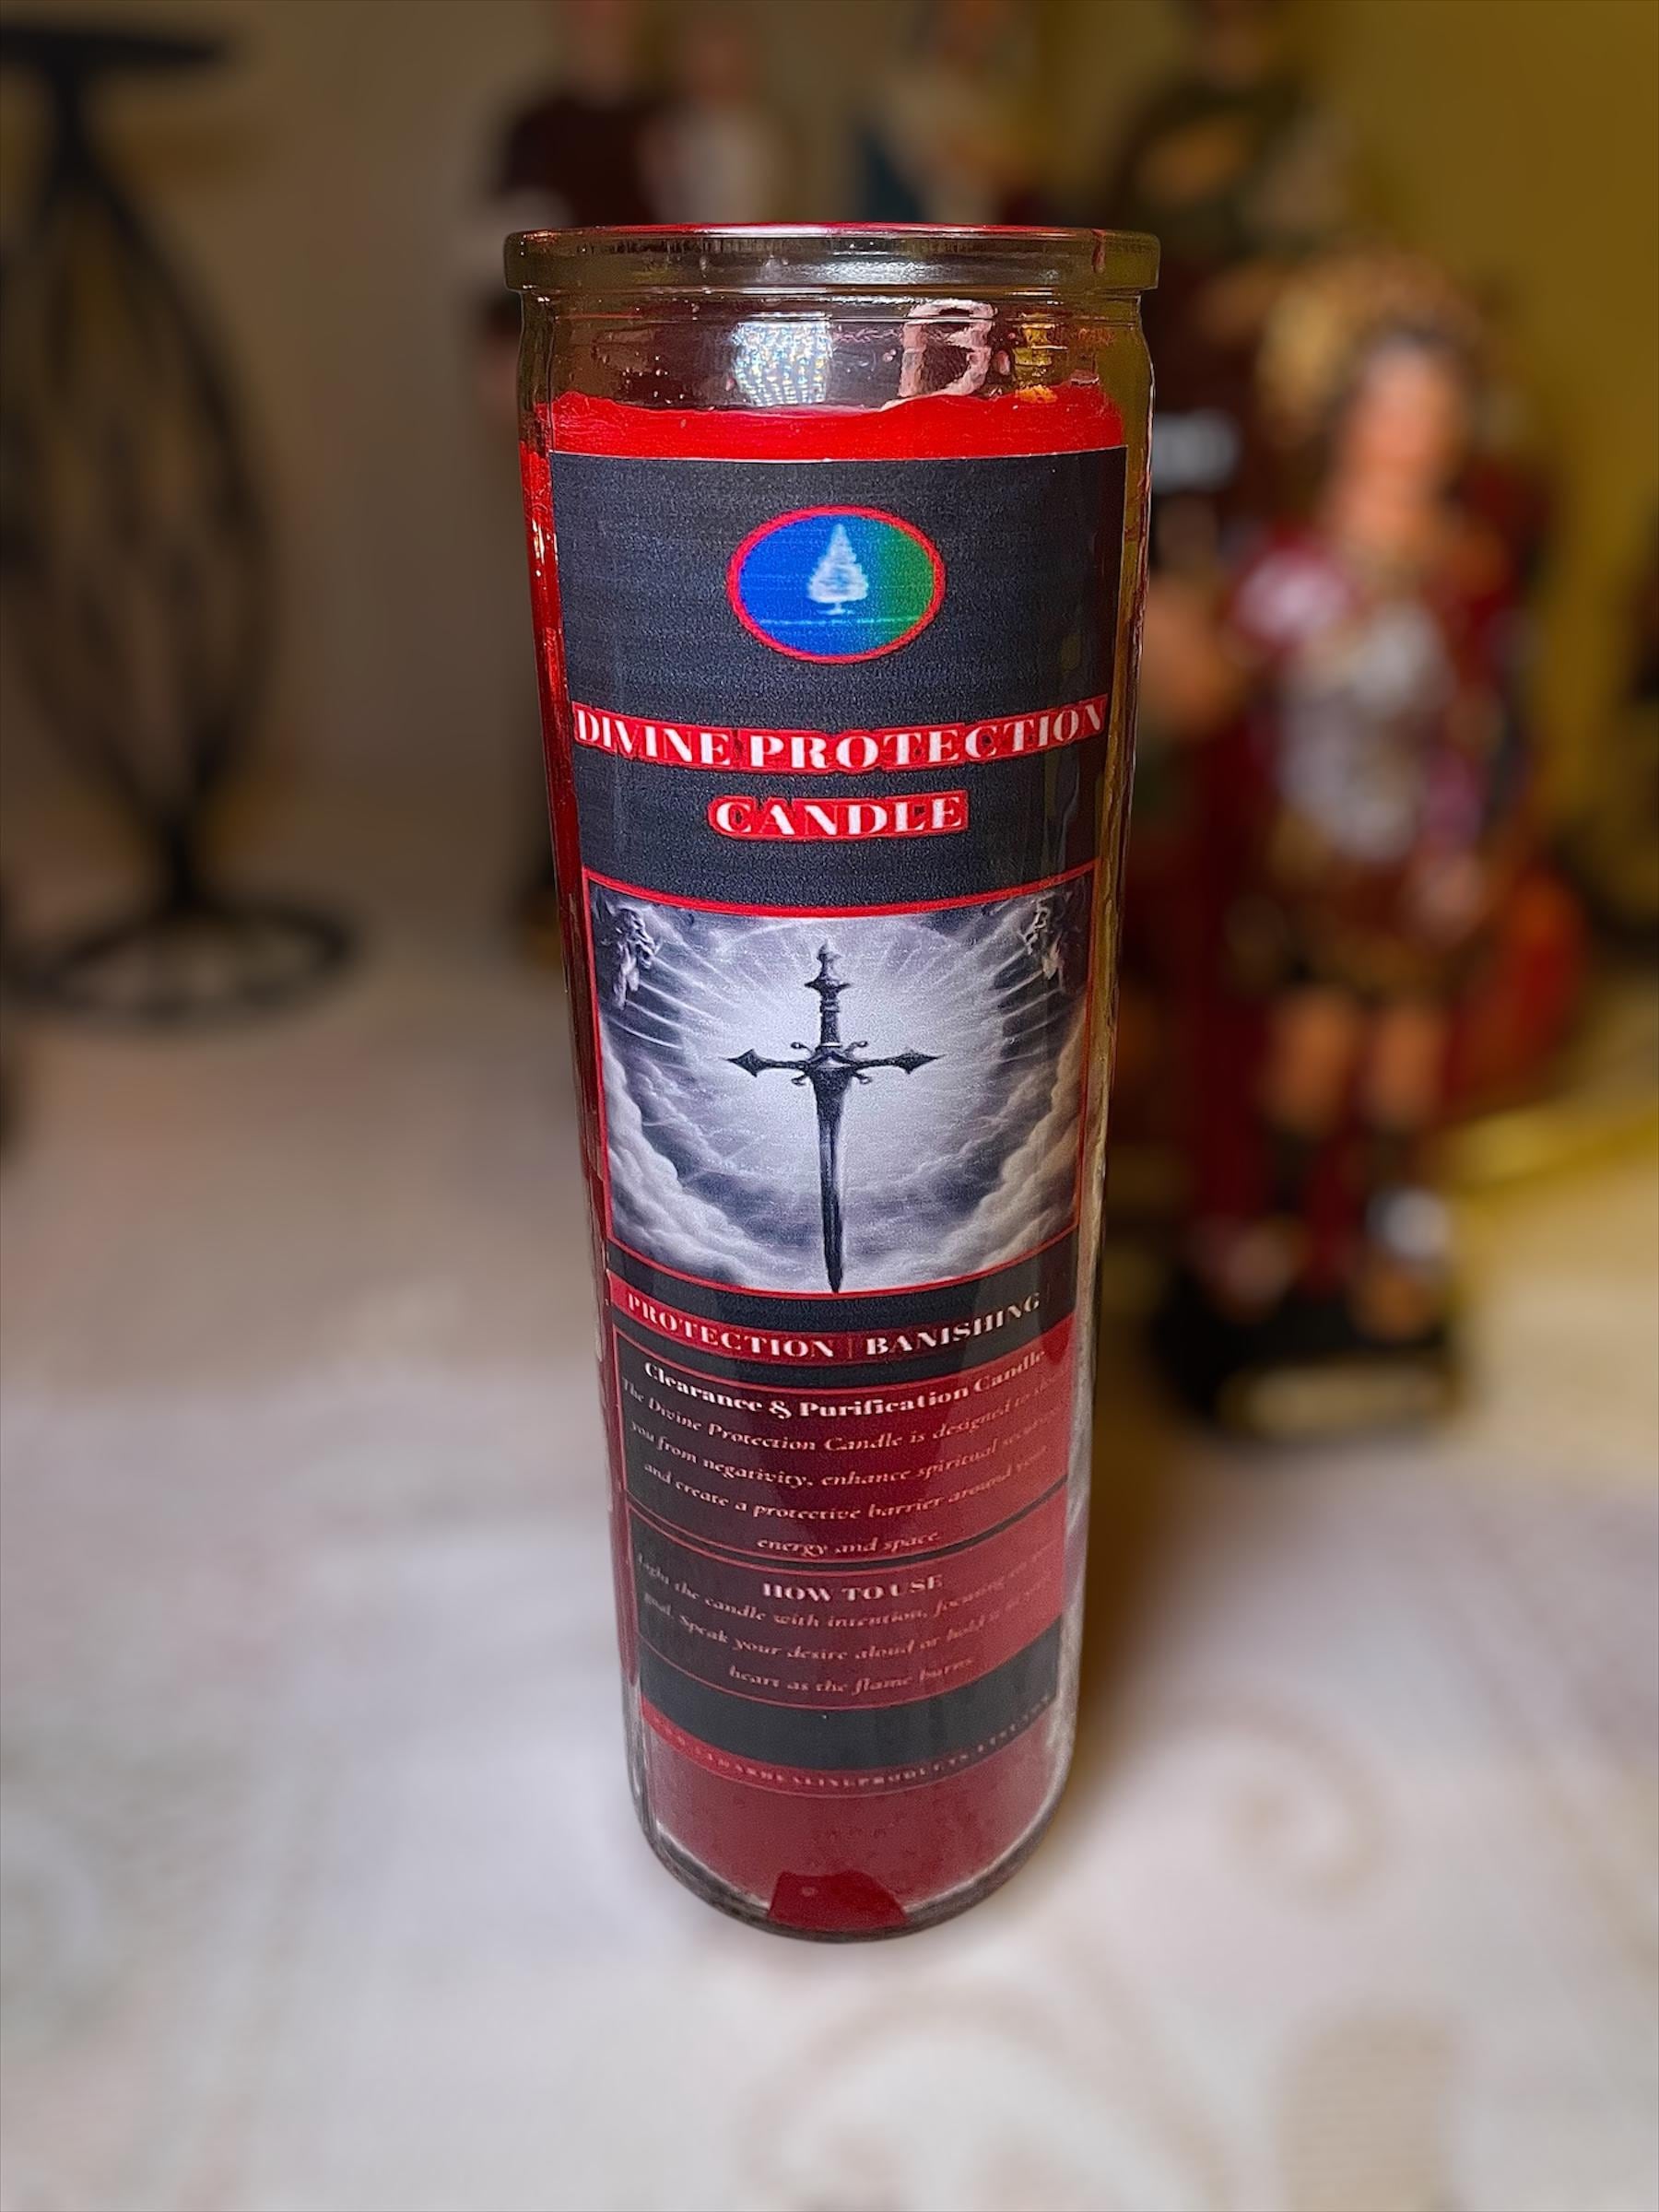 DIVINE PROTECTION
CANDLE
PROTECTION | BANISHING
Clearance & Purification Candle
The Divine Protection Candle is designed to
you from negativity, enhance spiritual security
and create a protective barrier around your
energy and space.
HOW TO USE
Light the candle with intention, focusing
goal. Speak your desire aloud or hold it
heart as the flame burns.